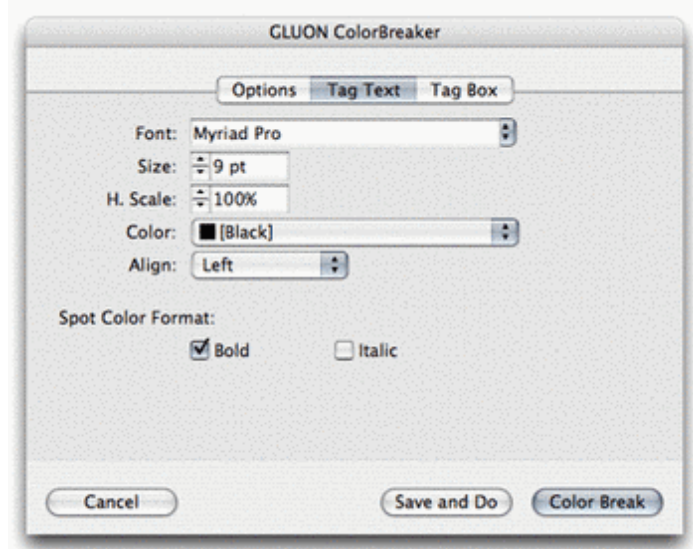 GLUON ColorBreaker
Options Tag Text Tag Box
Font: Myriad Pro
Size: 9 pt
H. Scale: 100%
Color: [Black]
Align: Left
Spot Color Format:
Bold Italic
Cancel Save and Do Color Break